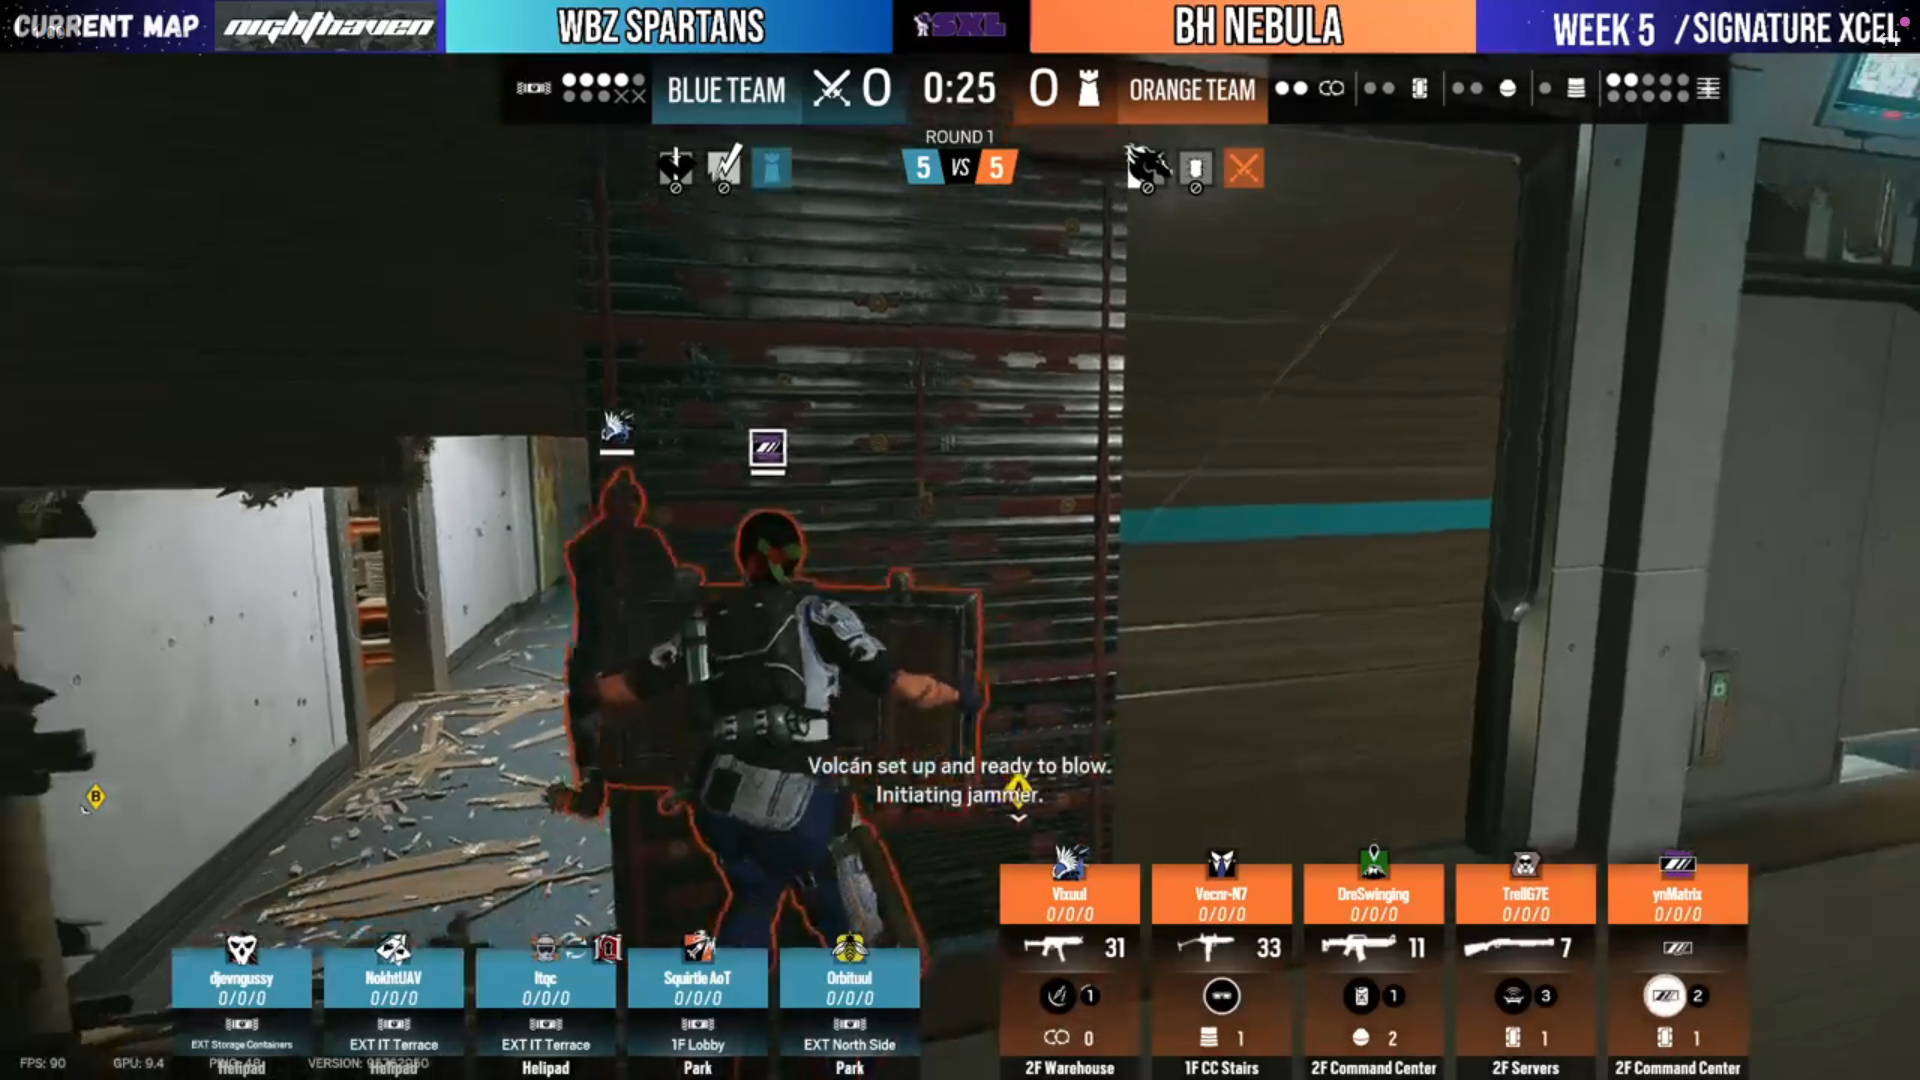 CURRENT MAP
nighthaven
WBZ SPARTANS
SXL
BH NEBULA
WEEK 5 / SIGNATURE XCEL
BLUE TEAM
0
0:25
0
ORANGE TEAM
ROUND 1
5 VS 5
Volcán set up and ready to blow.
Initiating jammer.
B
djevngussy
0/0/0
EXT Storage Containers
Helipad
NokhtUAV
0/0/0
EXT IT Terrace
Helipad
Itqc
0/0/0
EXT IT Terrace
Helipad
Squirtle AoT
0/0/0
1F Lobby
Park
Orbituul
0/0/0
EXT North Side
Park
Vixuul
0/0/0
31
1
0
2F Warehouse
Vecnr-N7
0/0/0
33
1
1F CC Stairs
DreSwinging
0/0/0
11
1
2
2F Command Center
TrellG7E
0/0/0
7
3
1
2F Servers
ynMatrix
0/0/0
2
1
2F Command Center
FPS: 90
GPU: 9.4